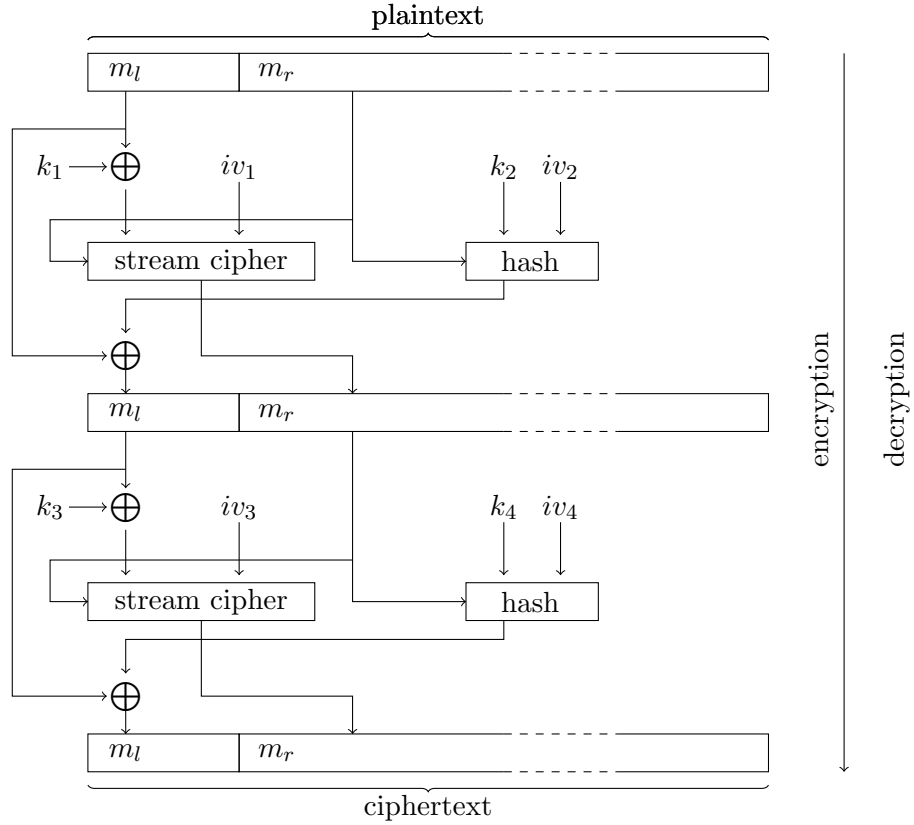 plaintext
m_l m_r
k_1 iv_1 k_2 iv_2
stream cipher hash
m_l m_r
k_3 iv_3 k_4 iv_4
stream cipher hash
m_l m_r
ciphertext
encryption
decryption